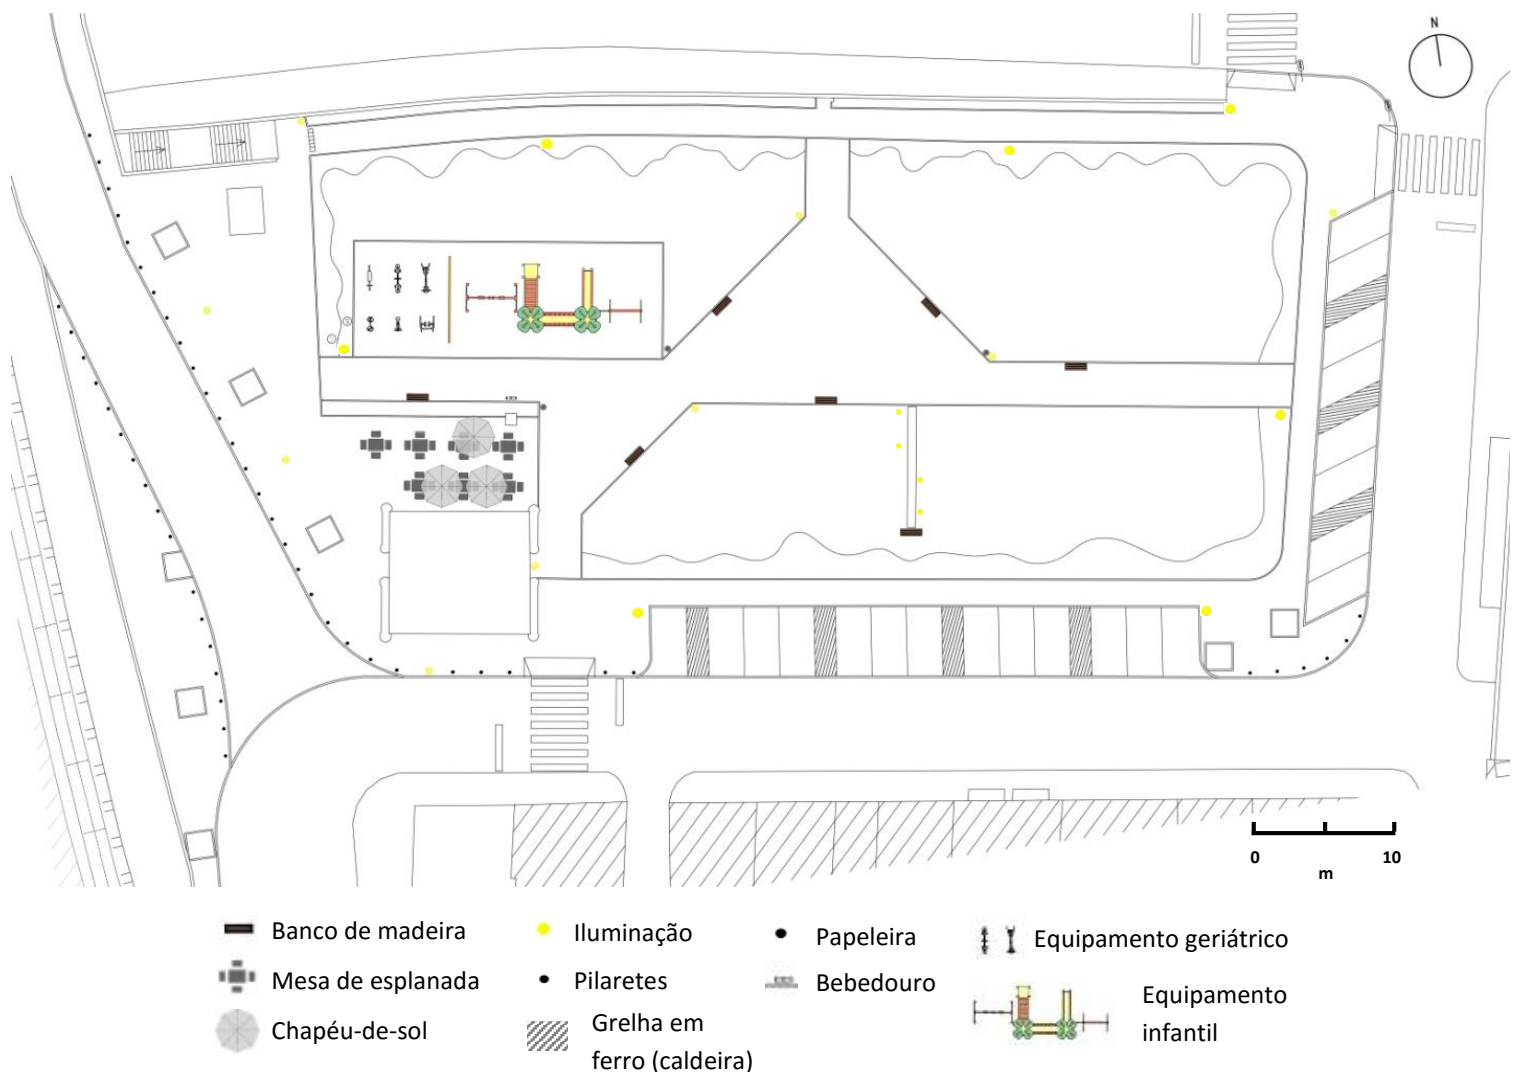 N
0 10
m
Banco de madeira
Iluminação
Papeleira
Equipamento geriátrico
Mesa de esplanada
Pilaretes
Bebedouro
Equipamento
infantil
Chapéu-de-sol
Grelha em
ferro (caldeira)